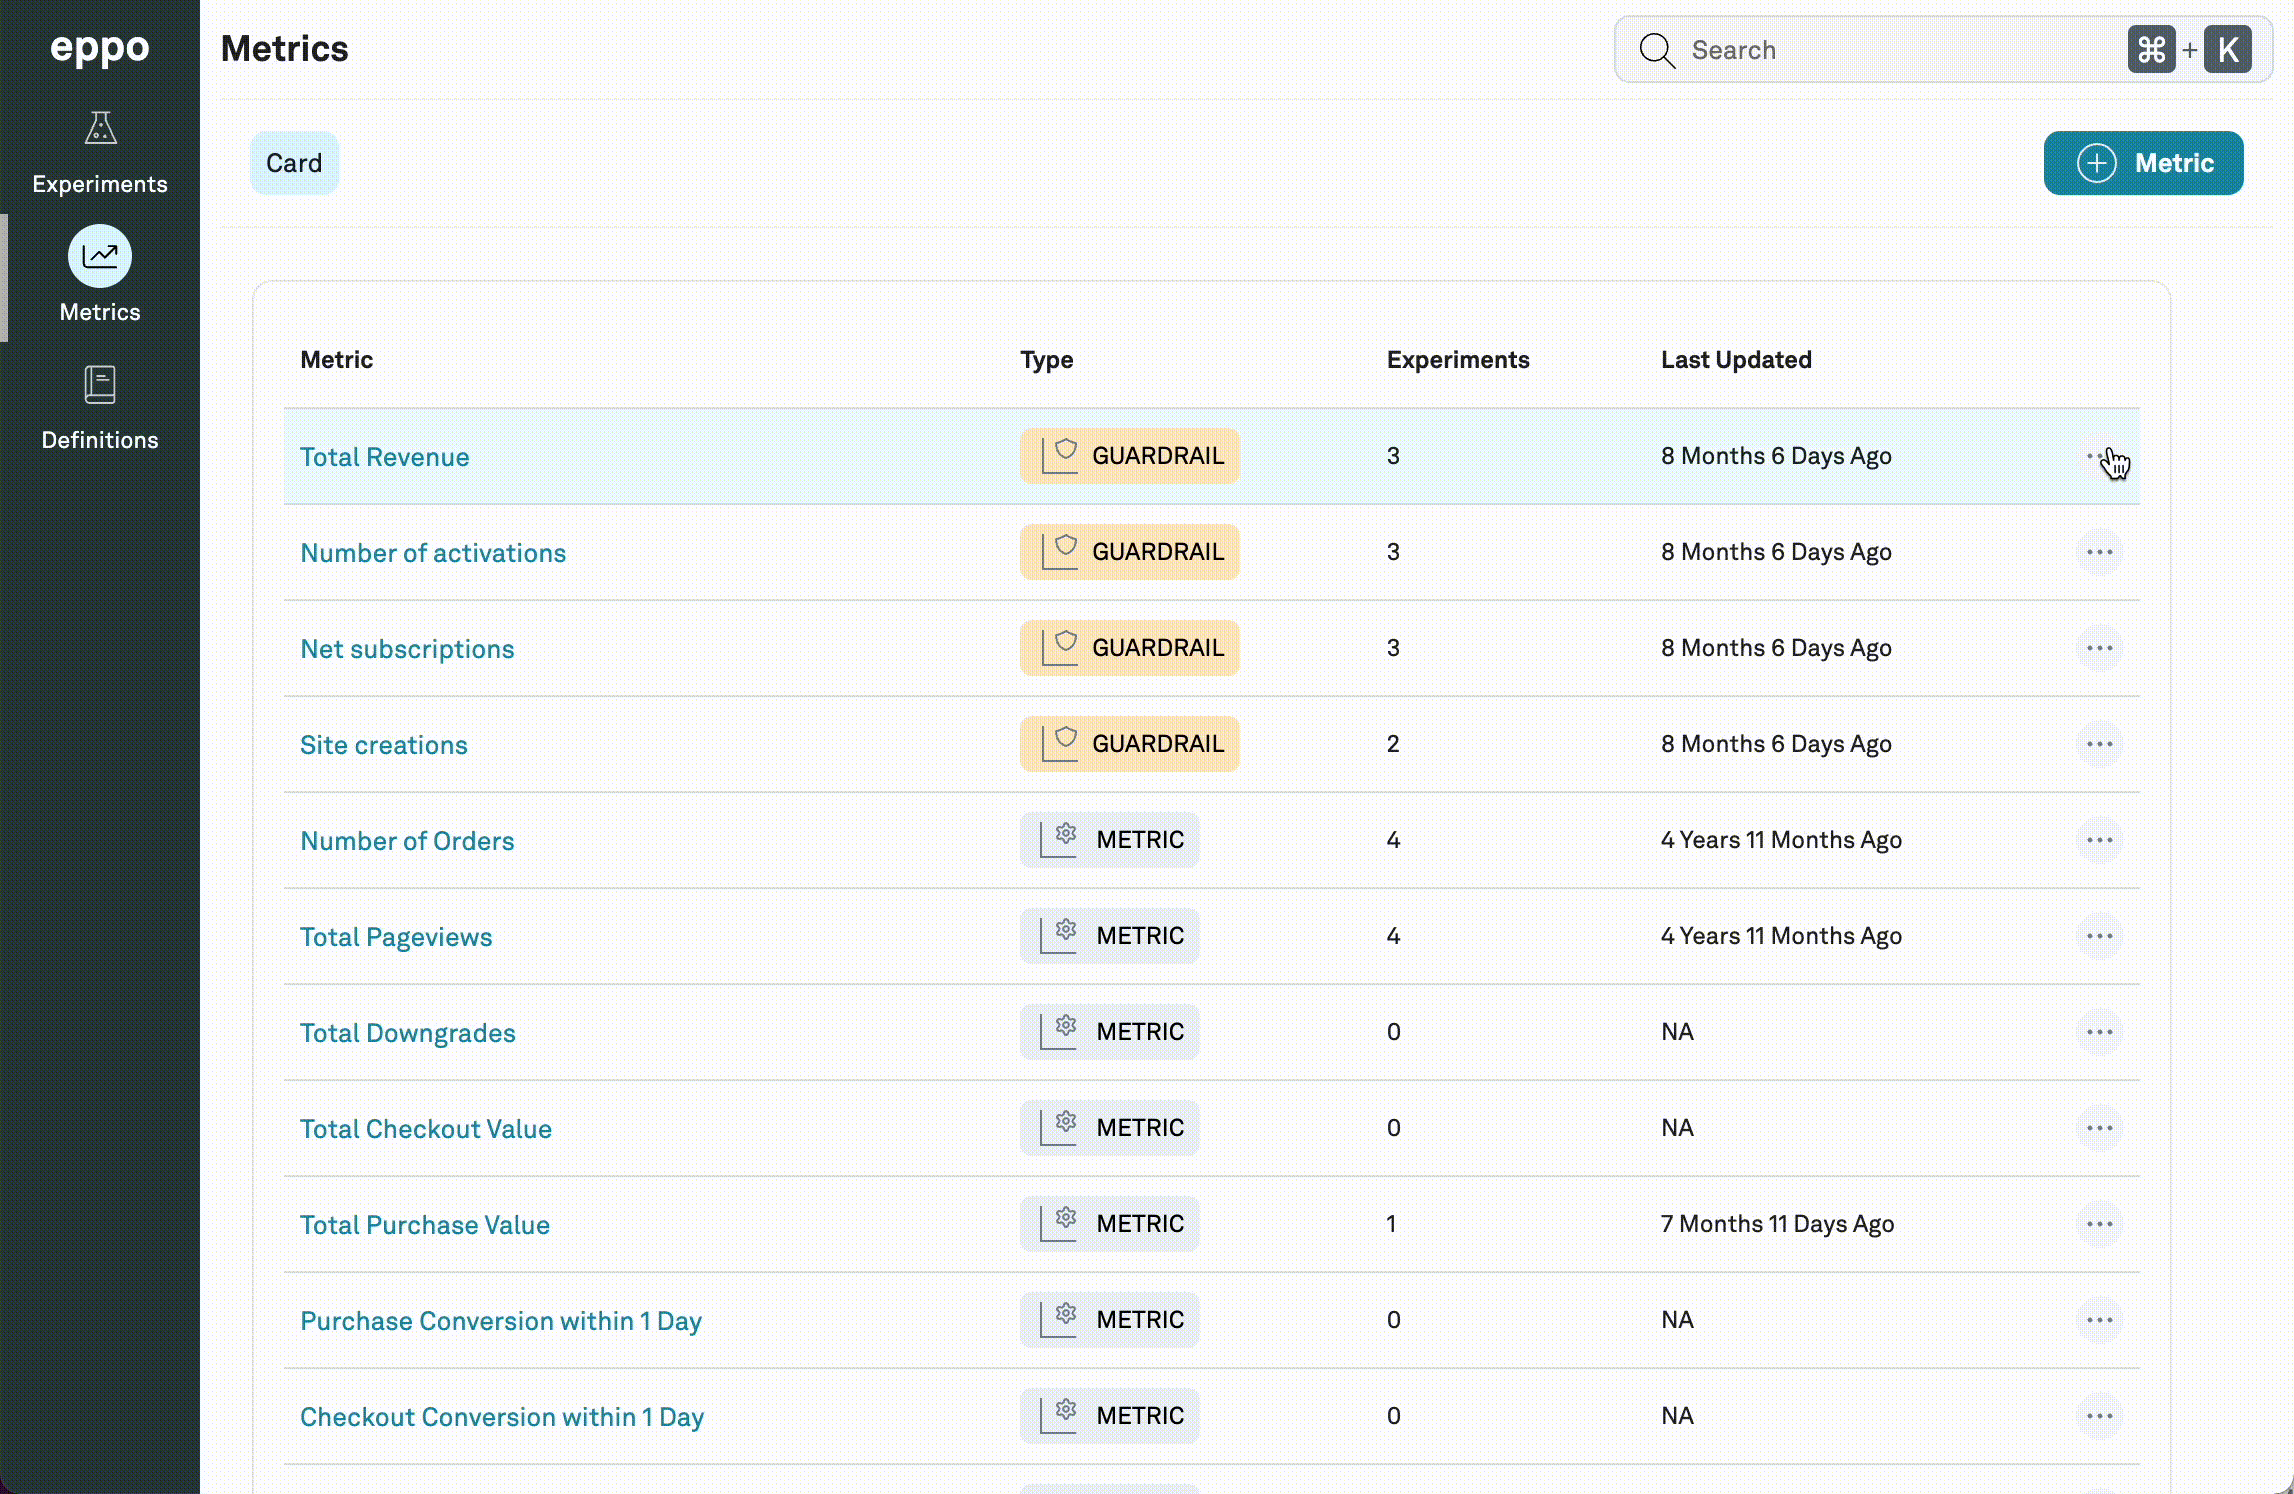 eppo
Metrics
Search
⌘ + K
Experiments
Metrics
Definitions
Card
Metric
Metric Type Experiments Last Updated
Total Revenue GUARDRAIL 3 8 Months 6 Days Ago
Number of activations GUARDRAIL 3 8 Months 6 Days Ago
Net subscriptions GUARDRAIL 3 8 Months 6 Days Ago
Site creations GUARDRAIL 2 8 Months 6 Days Ago
Number of Orders METRIC 4 4 Years 11 Months Ago
Total Pageviews METRIC 4 4 Years 11 Months Ago
Total Downgrades METRIC 0 NA
Total Checkout Value METRIC 0 NA
Total Purchase Value METRIC 1 7 Months 11 Days Ago
Purchase Conversion within 1 Day METRIC 0 NA
Checkout Conversion within 1 Day METRIC 0 NA